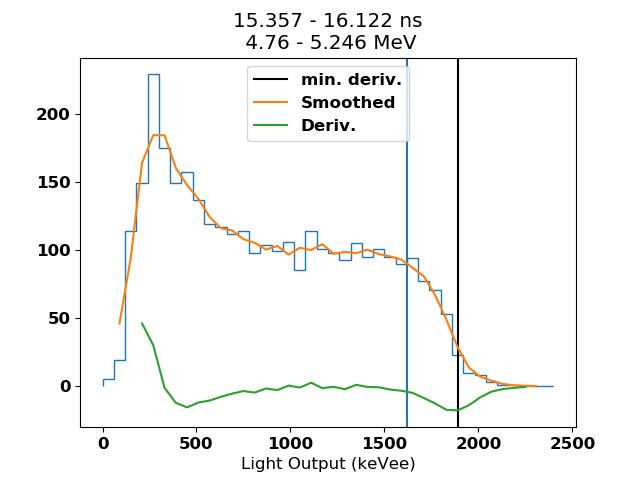 15.357 - 16.122 ns
4.76 - 5.246 MeV
min. deriv.
Smoothed
Deriv.
200
150
100
50
0
0 500 1000 1500 2000 2500
Light Output (keVee)